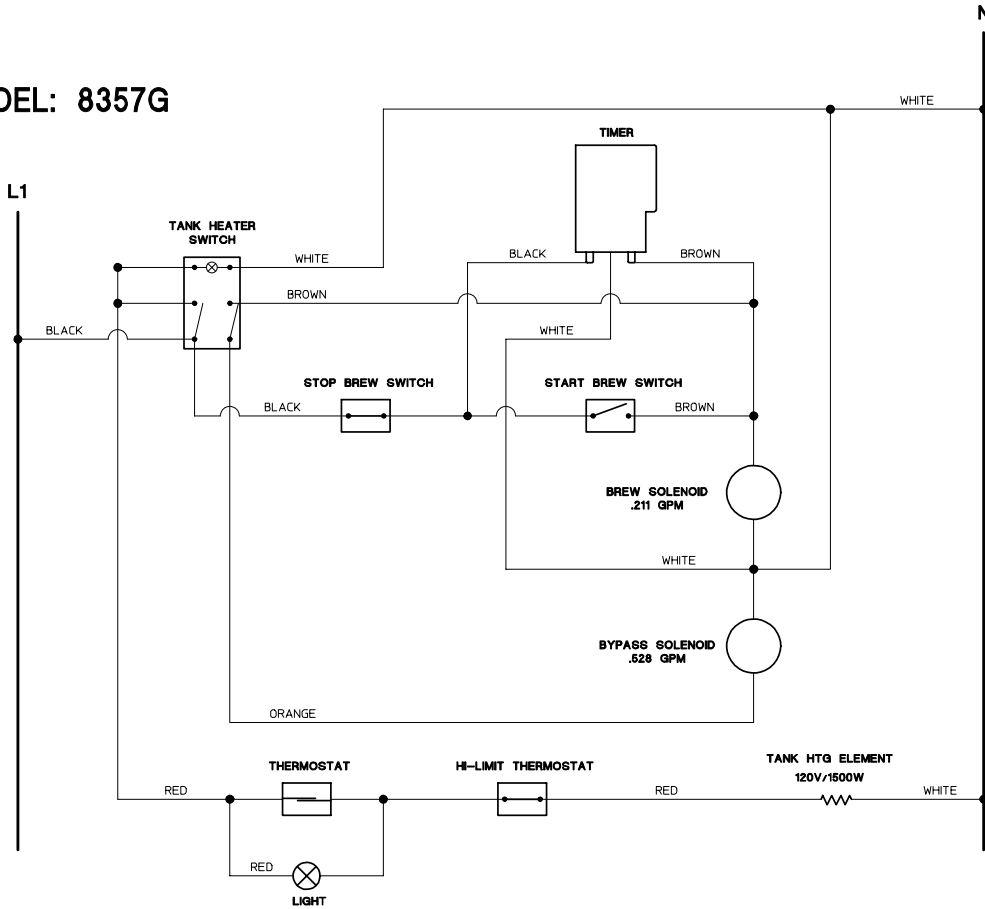 N
DEL: 8357G
WHITE
TIMER
L1
TANK HEATER
SWITCH
WHITE
BLACK
BROWN
BROWN
BLACK
WHITE
STOP BREW SWITCH
START BREW SWITCH
BLACK
BROWN
BREW SOLENOID
.211 GPM
WHITE
BYPASS SOLENOID
.528 GPM
ORANGE
THERMOSTAT
HI-LIMIT THERMOSTAT
TANK HTG ELEMENT
120V/1500W
RED
RED
WHITE
RED
LIGHT